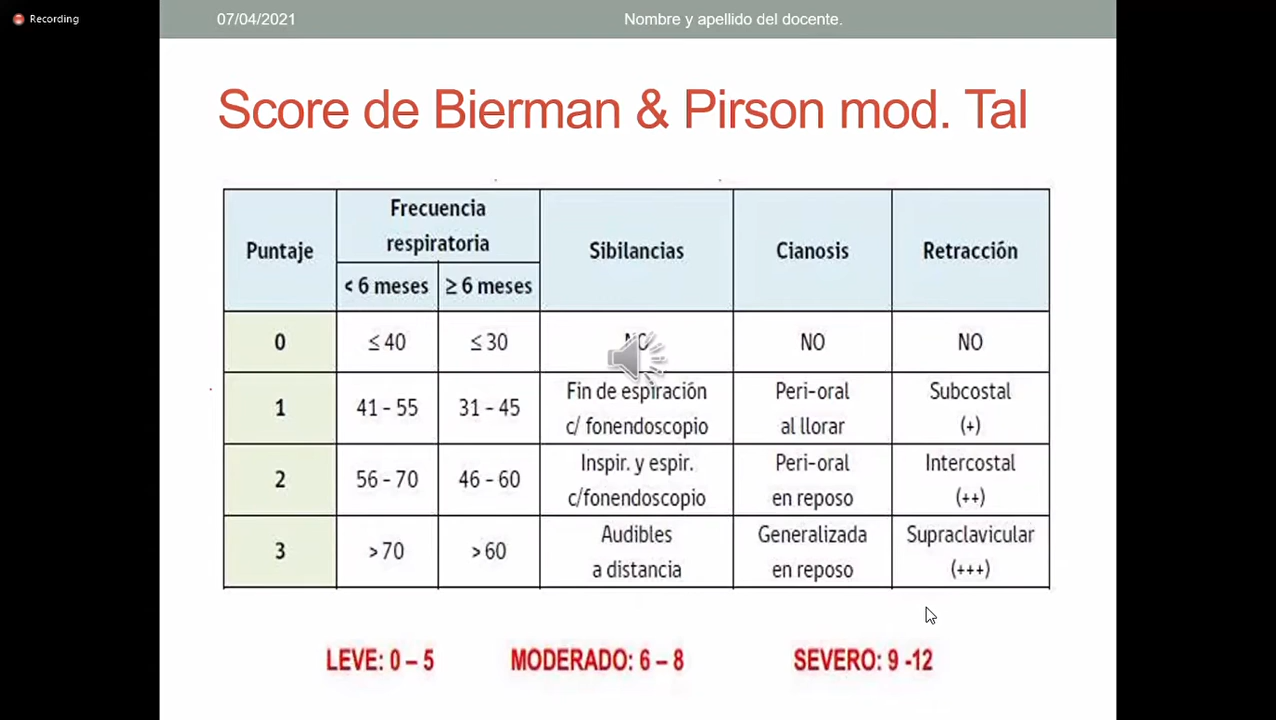 Recording
07/04/2021 Nombre y apellido del docente.
Score de Bierman & Pirson mod. Tal
Puntaje Frecuencia respiratoria Sibilancias Cianosis Retracción
< 6 meses ≥ 6 meses
0 ≤ 40 ≤ 30 NO NO NO
1 41 - 55 31 - 45 Fin de espiración c/ fonendoscopio Peri-oral al llorar Subcostal (+)
2 56 - 70 46 - 60 Inspir. y espir. c/fonendoscopio Peri-oral en reposo Intercostal (++)
3 > 70 > 60 Audibles a distancia Generalizada en reposo Supraclavicular (+++)
LEVE: 0 – 5 MODERADO: 6 – 8 SEVERO: 9 -12